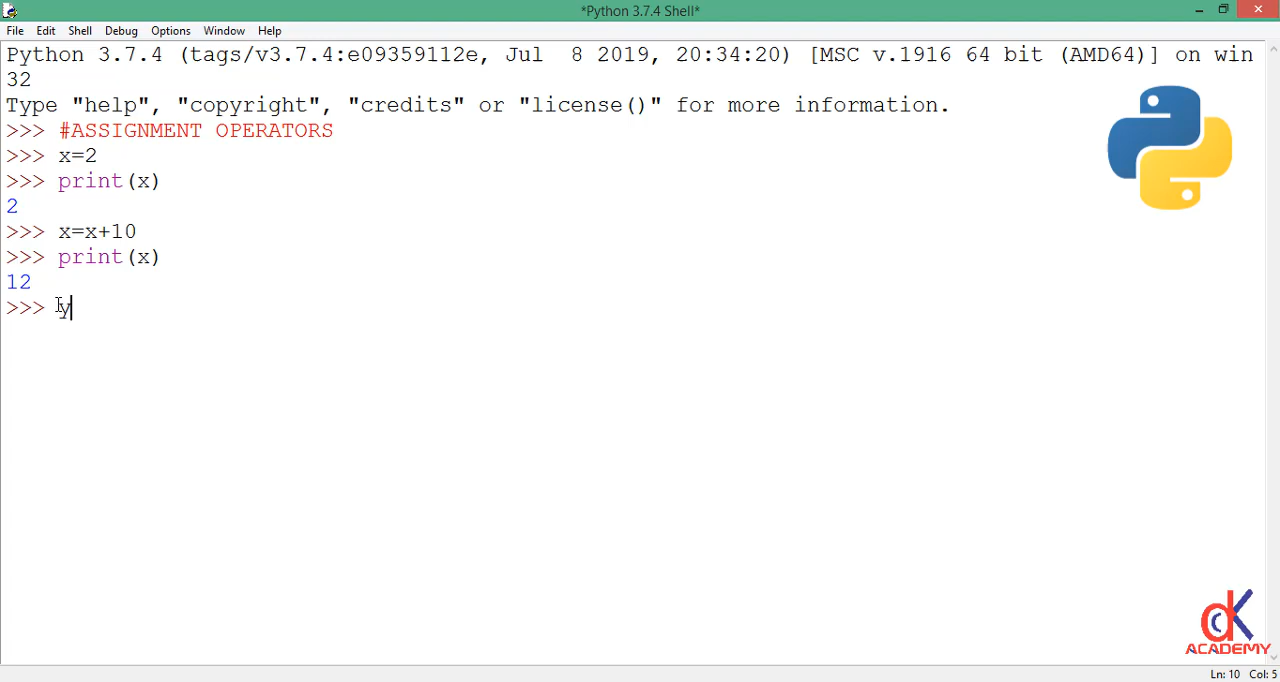 *Python 3.7.4 Shell*
File Edit Shell Debug Options Window Help
Python 3.7.4 (tags/v3.7.4:e09359112e, Jul  8 2019, 20:34:20) [MSC v.1916 64 bit (AMD64)] on win
32
Type "help", "copyright", "credits" or "license()" for more information.
>>> #ASSIGNMENT OPERATORS
>>> x=2
>>> print(x)
2
>>> x=x+10
>>> print(x)
12
>>> y
dK
ACADEMY
Ln: 10 Col: 5